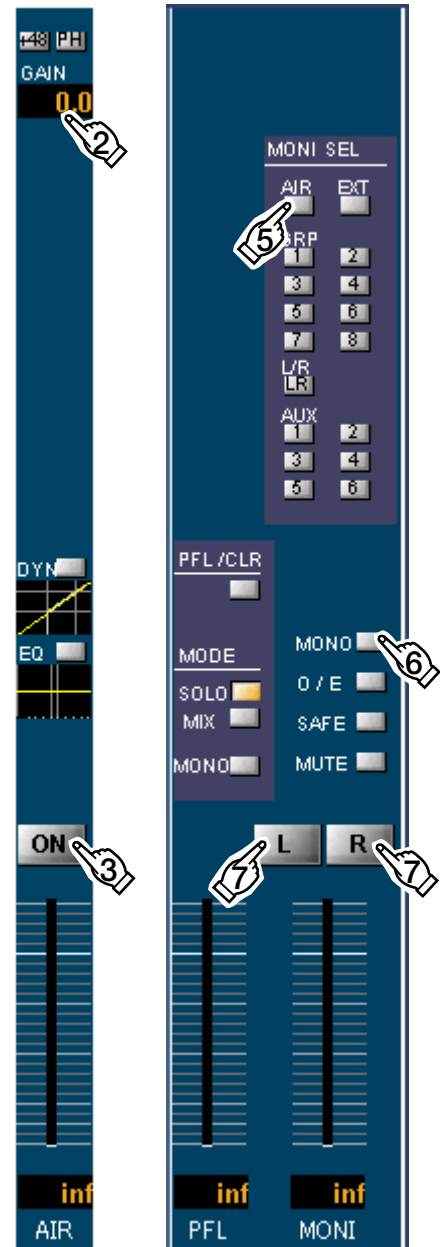 +48 PH
GAIN
0.0
2
DYN
EQ
ON
3
inf
AIR
MONI SEL
AIR EXT
5
GRP
1 2
3 4
5 6
7 8
L/R
LR
AUX
1 2
3 4
5 6
PFL/CLR
MODE
SOLO
MIX
MONO
MONO
6
O/E
SAFE
MUTE
L R
7 7
inf inf
PFL MONI